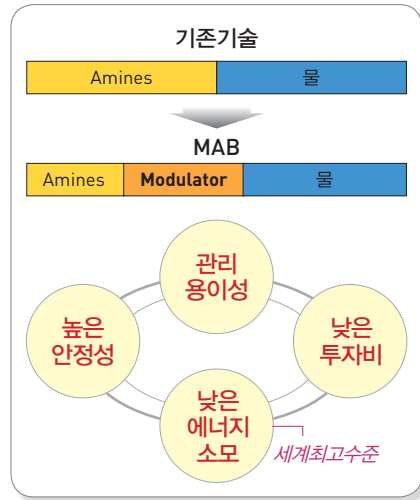 기존기술
Amines 물
MAB
Amines Modulator 물
관리
용이성
높은
안정성
낮은
투자비
낮은
에너지
소모
세계최고수준